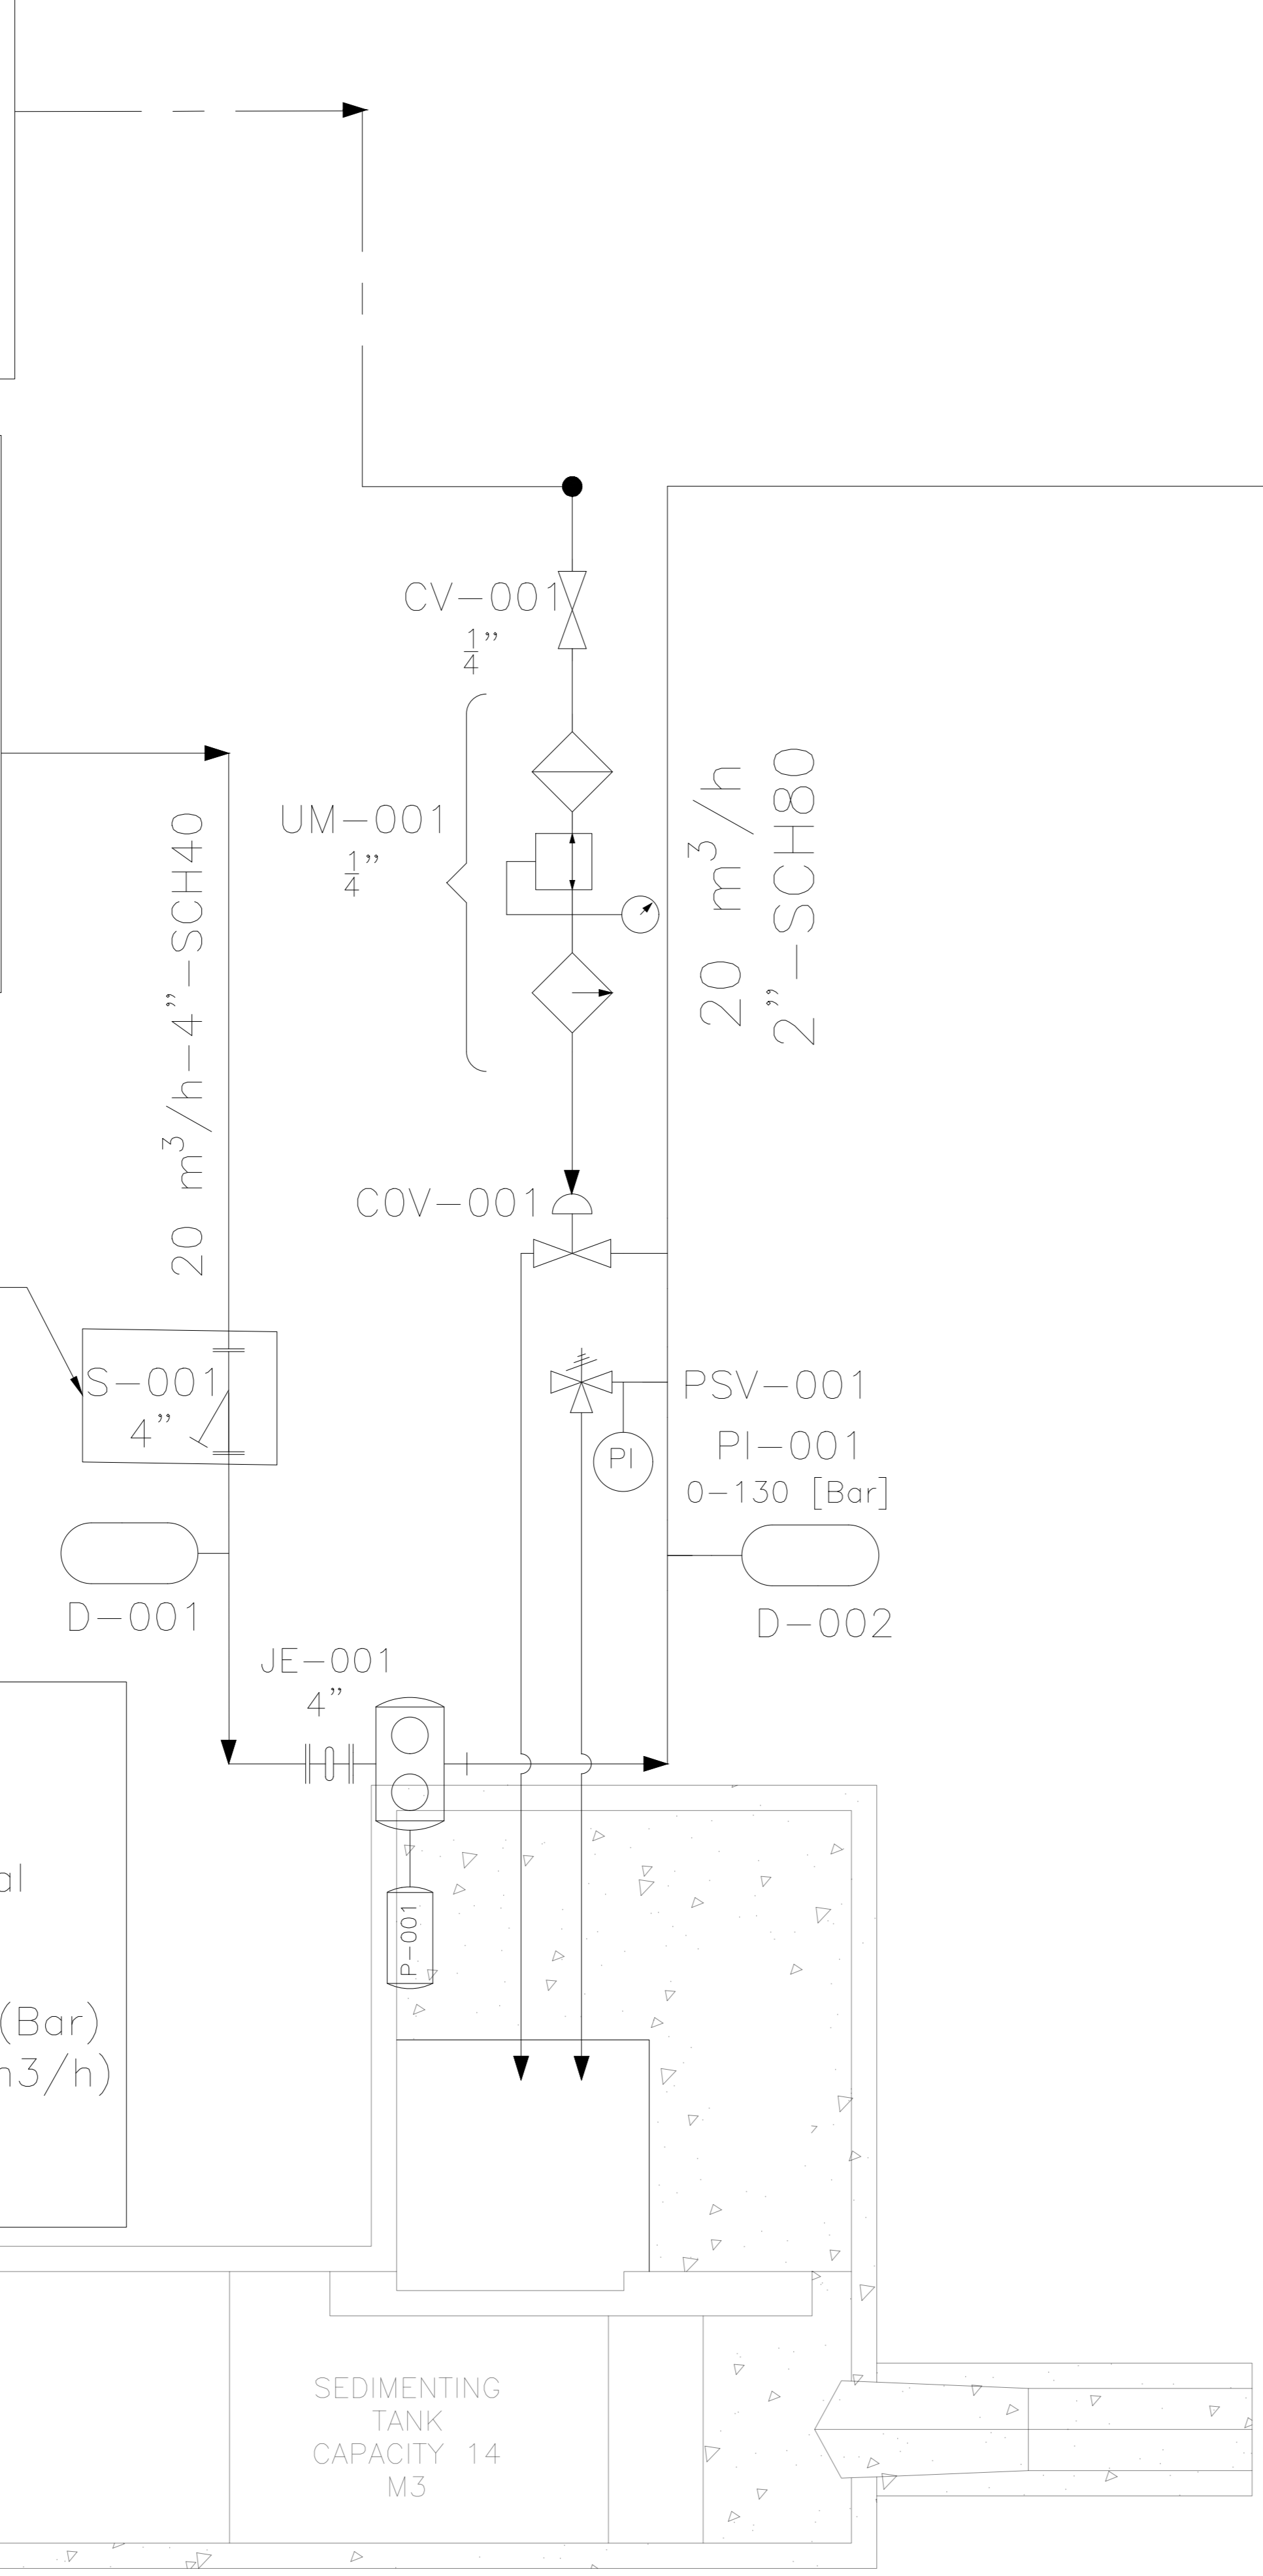 CV-001
1/4”
UM-001
1/4”
20 m³/h-4”-SCH40
20 m³/h
2”-SCH80
COV-001
S-001
4”
PSV-001
PI
PI-001
0-130 [Bar]
D-001
D-002
JE-001
4”
P-001
al
(Bar)
m3/h)
SEDIMENTING
TANK
CAPACITY 14
M3